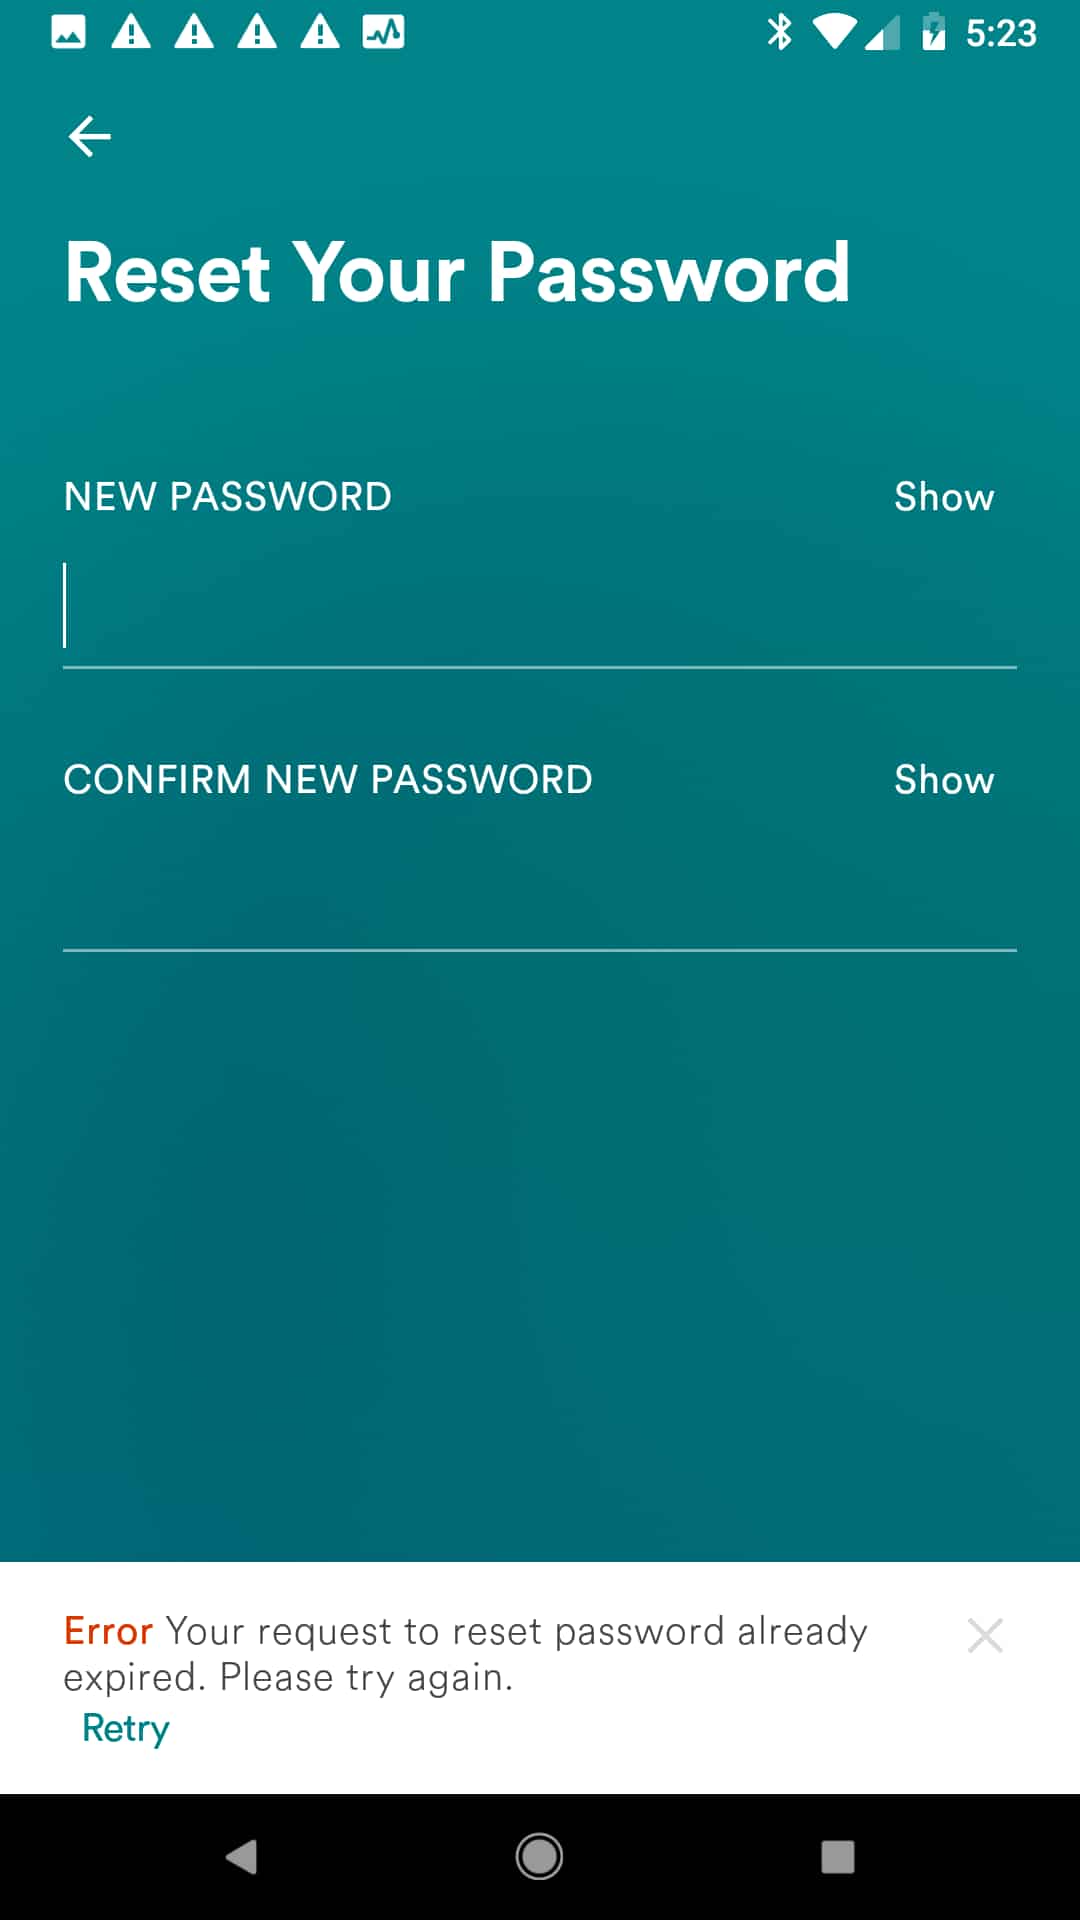 5:23
Reset Your Password
NEW PASSWORD Show
CONFIRM NEW PASSWORD Show
Error Your request to reset password already
expired. Please try again.
Retry